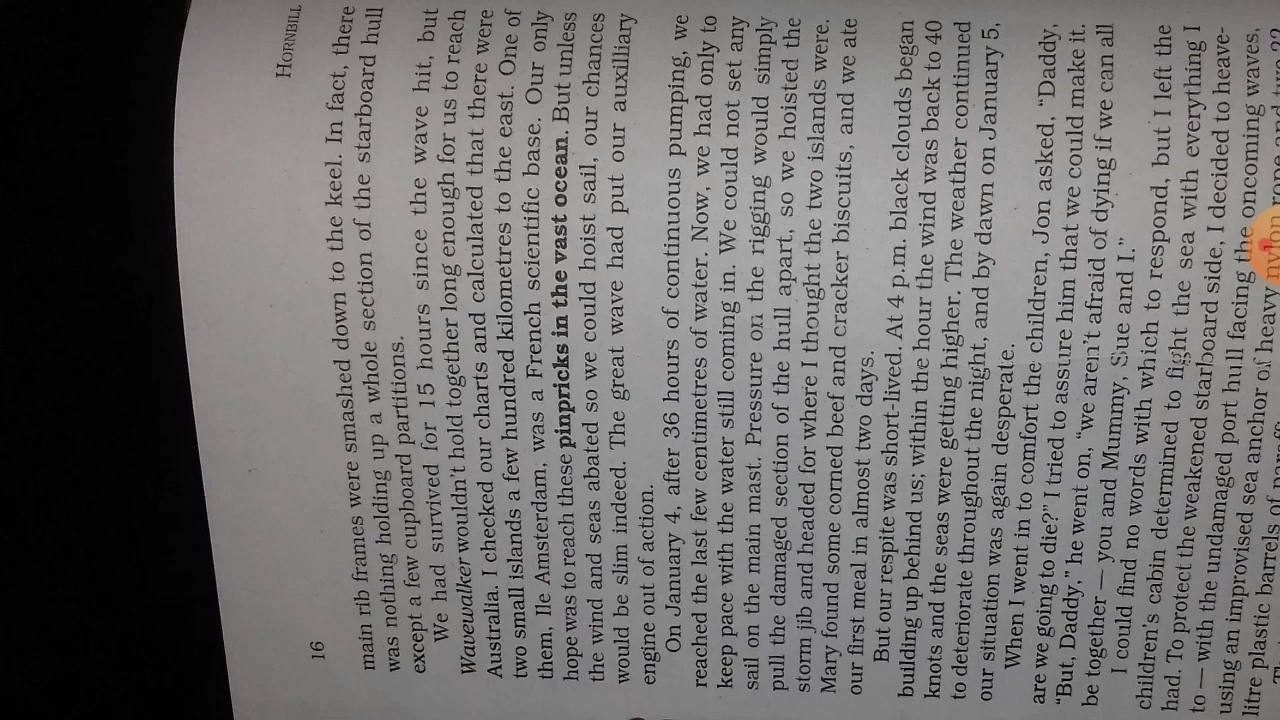 16 HORNBILL
main rib frames were smashed down to the keel. In fact, there
was nothing holding up a whole section of the starboard hull
except a few cupboard partitions.
We had survived for 15 hours since the wave hit, but
Wavewalker wouldn't hold together long enough for us to reach
Australia. I checked our charts and calculated that there were
two small islands a few hundred kilometres to the east. One of
them, Ile Amsterdam, was a French scientific base. Our only
hope was to reach these pinpricks in the vast ocean. But unless
the wind and seas abated so we could hoist sail, our chances
would be slim indeed. The great wave had put our auxilliary
engine out of action.
On January 4, after 36 hours of continuous pumping, we
reached the last few centimetres of water. Now, we had only to
keep pace with the water still coming in. We could not set any
sail on the main mast. Pressure on the rigging would simply
pull the damaged section of the hull apart, so we hoisted the
storm jib and headed for where I thought the two islands were.
Mary found some corned beef and cracker biscuits, and we ate
our first meal in almost two days.
But our respite was short-lived. At 4 p.m. black clouds began
building up behind us; within the hour the wind was back to 40
knots and the seas were getting higher. The weather continued
to deteriorate throughout the night, and by dawn on January 5,
our situation was again desperate.
When I went in to comfort the children, Jon asked, "Daddy,
are we going to die?" I tried to assure him that we could make it.
"But, Daddy," he went on, "we aren't afraid of dying if we can all
be together — you and Mummy, Sue and I."
I could find no words with which to respond, but I left the
children's cabin determined to fight the sea with everything I
had. To protect the weakened starboard side, I decided to heave-
to — with the undamaged port hull facing the oncoming waves,
using an improvised sea anchor of heavy
litre plastic barrels of